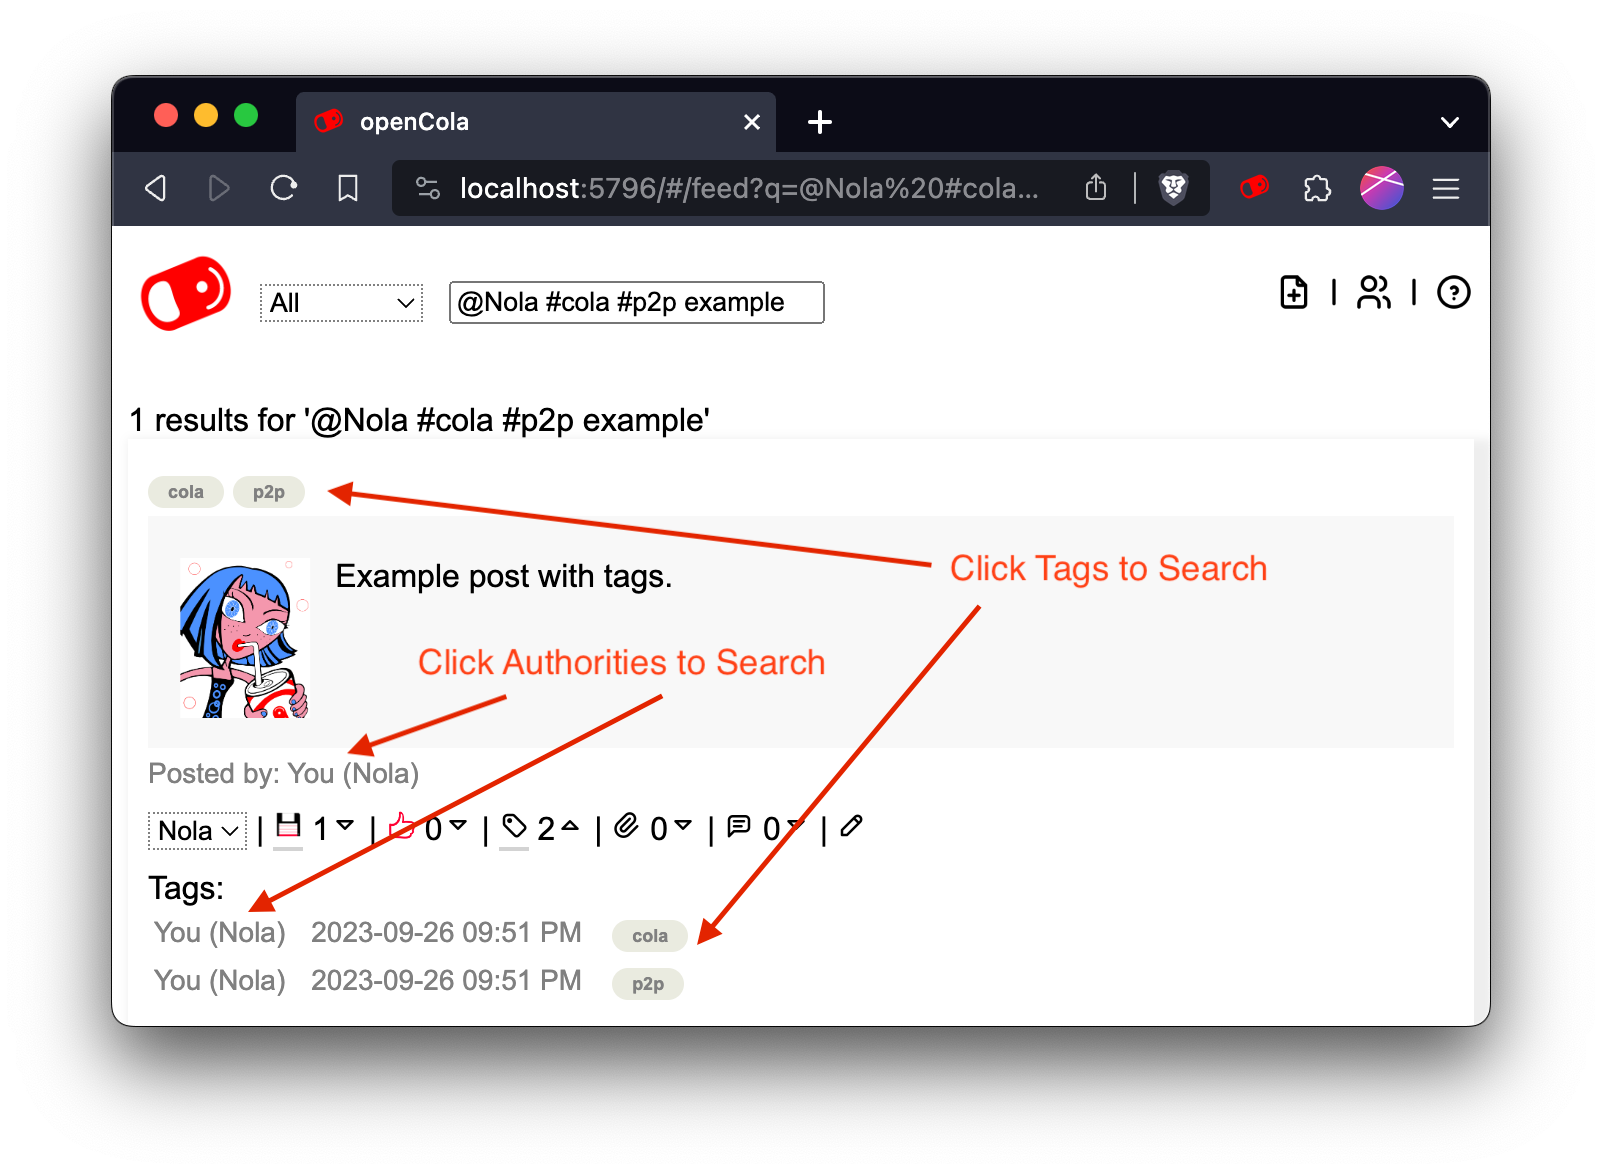 openCola
localhost:5796/#/feed?q=@Nola%20#cola...
All
@Nola #cola #p2p example
1 results for '@Nola #cola #p2p example'
cola p2p
Example post with tags.
Click Tags to Search
Click Authorities to Search
Posted by: You (Nola)
Nola | 1 | 0 | 2 | 0 | 0 |
Tags:
You (Nola) 2023-09-26 09:51 PM cola
You (Nola) 2023-09-26 09:51 PM p2p